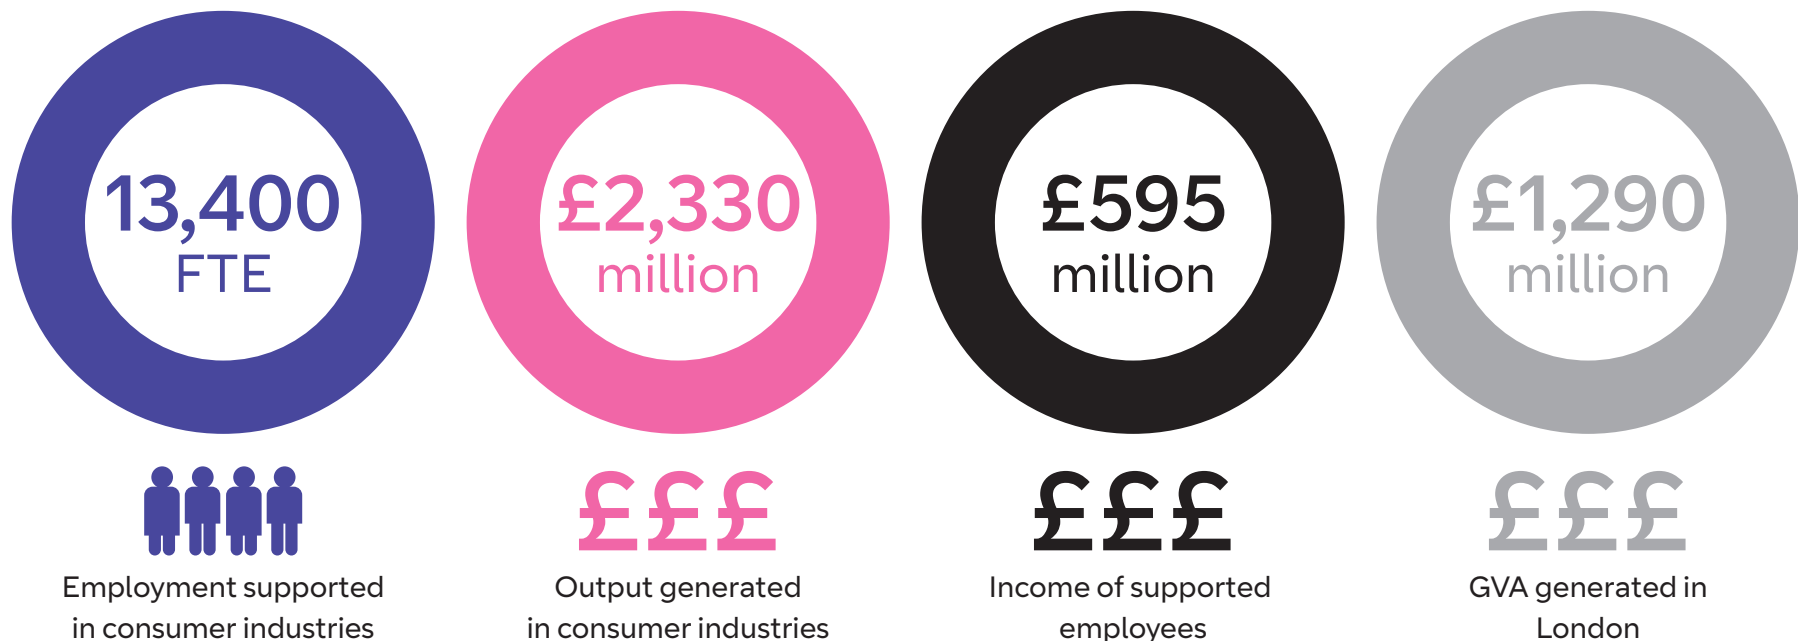 13,400
FTE
£££
Employment supported
in consumer industries
£2,330
million
£££
Output generated
in consumer industries
£595
million
£££
Income of supported
employees
£1,290
million
£££
GVA generated in
London